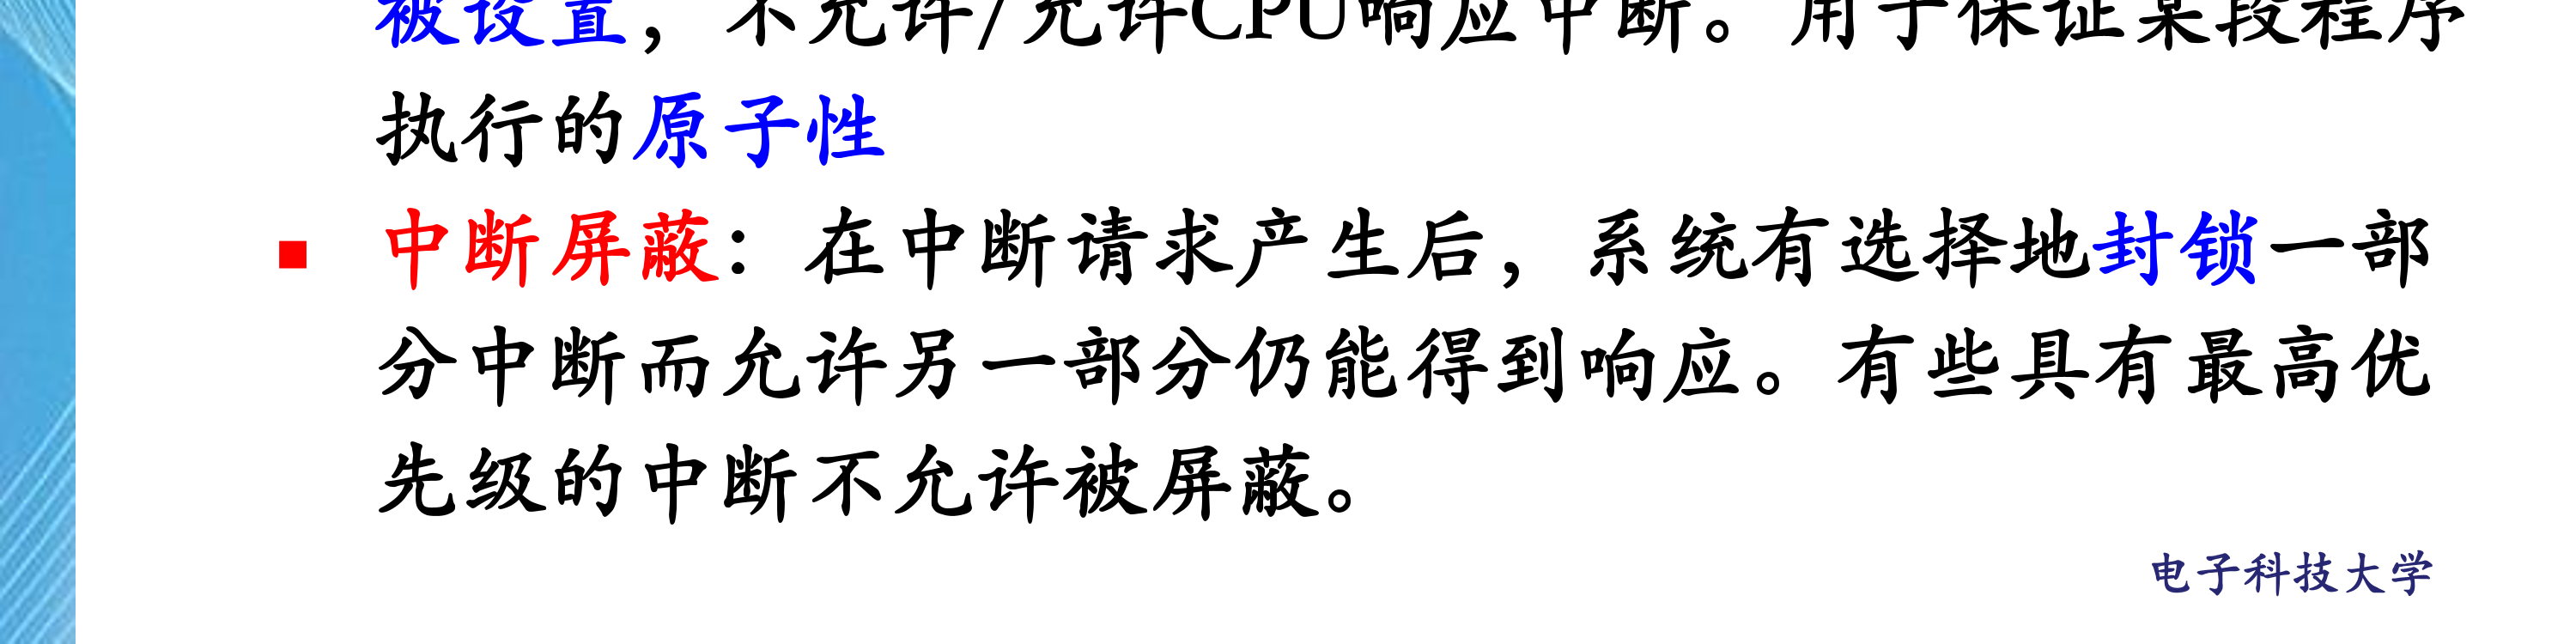 被设置，不允许/允许CPU响应中断。用于保证某段程序
执行的原子性
▪ 中断屏蔽：在中断请求产生后，系统有选择地封锁一部
分中断而允许另一部分仍能得到响应。有些具有最高优
先级的中断不允许被屏蔽。
电子科技大学